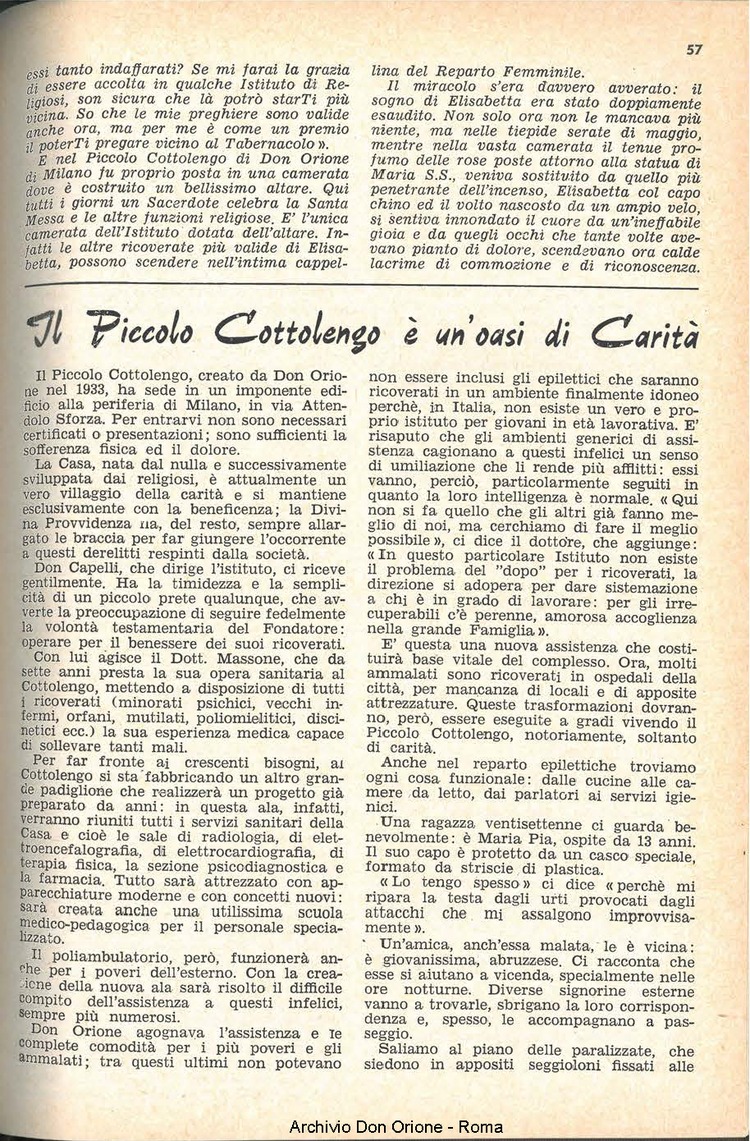 57
essi tanto indaffarati? Se mi farai la grazia
di essere accolta in qualche Istituto di Re-
ligiosi, son sicura che là potrò starTi più
vicina. So che le mie preghiere sono valide
anche ora, ma per me è come un premio
il poterTi pregare vicino al Tabernacolo ».
E nel Piccolo Cottolengo di Don Orione
di Milano fu proprio posta in una camerata
dove è costruito un bellissimo altare. Qui
tutti i giorni un Sacerdote celebra la Santa
Messa e le altre funzioni religiose. E' l'unica
camerata dell'Istituto dotata dell'altare. In-
fatti le altre ricoverate più valide di Elisa-
betta, possono scendere nell'intima cappel-
lina del Reparto Femminile.
Il miracolo s'era davvero avverato: il
sogno di Elisabetta era stato doppiamente
esaudito. Non solo ora non le mancava più
niente, ma nelle tiepide serate di maggio,
mentre nella vasta camerata il tenue pro-
fumo delle rose poste attorno alla statua di
Maria S.S., veniva sostituito da quello più
penetrante dell'incenso, Elisabetta col capo
chino ed il volto nascosto da un ampio velo,
si sentiva innondato il cuore da un'ineffabile
gioia e da quegli occhi che tante volte ave-
vano pianto di dolore, scendevano ora calde
lacrime di commozione e di riconoscenza.
Il Piccolo Cottolengo è un'oasi di Carità
Il Piccolo Cottolengo, creato da Don Orio-
ne nel 1933, ha sede in un imponente edi-
ficio alla periferia di Milano, in via Atten-
dolo Sforza. Per entrarvi non sono necessari
certificati o presentazioni; sono sufficienti la
sofferenza fisica ed il dolore.
La Casa, nata dal nulla e successivamente
sviluppata dai religiosi, è attualmente un
vero villaggio della carità e si mantiene
esclusivamente con la beneficenza; la Divi-
na Provvidenza ha, del resto, sempre allar-
gato le braccia per far giungere l'occorrente
a questi derelitti respinti dalla società.
Don Capelli, che dirige l'istituto, ci riceve
gentilmente. Ha la timidezza e la sempli-
cità di un piccolo prete qualunque, che av-
verte la preoccupazione di seguire fedelmente
la volontà testamentaria del Fondatore:
operare per il benessere dei suoi ricoverati.
Con lui agisce il Dott. Massone, che da
sette anni presta la sua opera sanitaria al
Cottolengo, mettendo a disposizione di tutti
i ricoverati (minorati psichici, vecchi in-
fermi, orfani, mutilati, poliomielitici, disci-
netici ecc.) la sua esperienza medica capace
di sollevare tanti mali.
Per far fronte ai crescenti bisogni, al
Cottolengo si sta fabbricando un altro gran-
de padiglione che realizzerà un progetto già
preparato da anni: in questa ala, infatti,
verranno riuniti tutti i servizi sanitari della
Casa e cioè le sale di radiologia, di elet-
troencefalografia, di elettrocardiografia, di
terapia fisica, la sezione psicodiagnostica e
la farmacia. Tutto sarà attrezzato con ap-
parecchiature moderne e con concetti nuovi:
sarà creata anche una utilissima scuola
medico-pedagogica per il personale specia-
lizzato.
Il poliambulatorio, però, funzionerà an-
che per i poveri dell'esterno. Con la crea-
zione della nuova ala sarà risolto il difficile
compito dell'assistenza a questi infelici,
sempre più numerosi.
Don Orione agognava l'assistenza e le
complete comodità per i più poveri e gli
ammalati; tra questi ultimi non potevano
non essere inclusi gli epilettici che saranno
ricoverati in un ambiente finalmente idoneo
perchè, in Italia, non esiste un vero e pro-
prio istituto per giovani in età lavorativa. E'
risaputo che gli ambienti generici di assi-
stenza cagionano a questi infelici un senso
di umiliazione che li rende più afflitti: essi
vanno, perciò, particolarmente seguiti in
quanto la loro intelligenza è normale. « Qui
non si fa quello che gli altri già fanno me-
glio di noi, ma cerchiamo di fare il meglio
possibile », ci dice il dottore, che aggiunge:
« In questo particolare Istituto non esiste
il problema del "dopo" per i ricoverati, la
direzione si adopera per dare sistemazione
a chi è in grado di lavorare: per gli irre-
cuperabili c'è perenne, amorosa accoglienza
nella grande Famiglia ».
E' questa una nuova assistenza che costi-
tuirà base vitale del complesso. Ora, molti
ammalati sono ricoverati in ospedali della
città, per mancanza di locali e di apposite
attrezzature. Queste trasformazioni dovran-
no, però, essere eseguite a gradi vivendo il
Piccolo Cottolengo, notoriamente, soltanto
di carità.
Anche nel reparto epilettiche troviamo
ogni cosa funzionale: dalle cucine alle ca-
mere da letto, dai parlatori ai servizi igie-
nici.
Una ragazza ventisettenne ci guarda be-
nevolmente: è Maria Pia, ospite da 13 anni.
Il suo capo è protetto da un casco speciale,
formato da striscie di plastica.
« Lo tengo spesso » ci dice « perchè mi
ripara la testa dagli urti provocati dagli
attacchi che mi assalgono improvvisa-
mente ».
Un'amica, anch'essa malata, le è vicina:
è giovanissima, abruzzese. Ci racconta che
esse si aiutano a vicenda, specialmente nelle
ore notturne. Diverse signorine esterne
vanno a trovarle, sbrigano la loro corrispon-
denza e, spesso, le accompagnano a pas-
seggio.
Saliamo al piano delle paralizzate, che
siedono in appositi seggioloni fissati alle
Archivio Don Orione - Roma